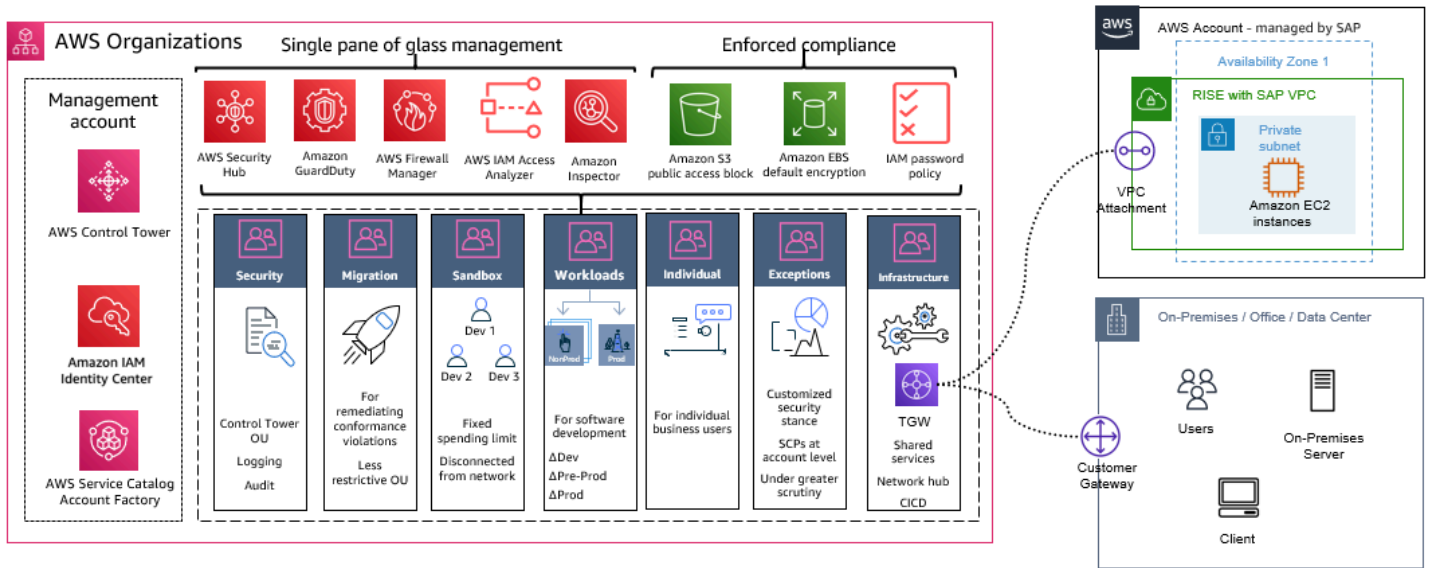 AWS Organizations
Single pane of glass management
Enforced compliance
Management
account
AWS Control Tower
Amazon IAM
Identity Center
AWS Service Catalog
Account Factory
AWS Security
Hub
Amazon
GuardDuty
AWS Firewall
Manager
AWS IAM Access
Analyzer
Amazon
Inspector
Amazon S3
public access block
Amazon EBS
default encryption
IAM password
policy
Security
Control Tower
OU
Logging
Audit
Migration
For
remediating
conformance
violations
Less
restrictive OU
Sandbox
Dev 1
Dev 2
Dev 3
Fixed
spending limit
Disconnected
from network
Workloads
NonProd
Prod
For software
development
ΔDev
ΔPre-Prod
ΔProd
Individual
For individual
business users
Exceptions
Customized
security
stance
SCPs at
account level
Under greater
scrutiny
Infrastructure
TGW
Shared
services
Network hub
CICD
aws
AWS Account - managed by SAP
Availability Zone 1
RISE with SAP VPC
Private
subnet
Amazon EC2
instances
VPC
Attachment
On-Premises / Office / Data Center
Users
On-Premises
Server
Customer
Gateway
Client